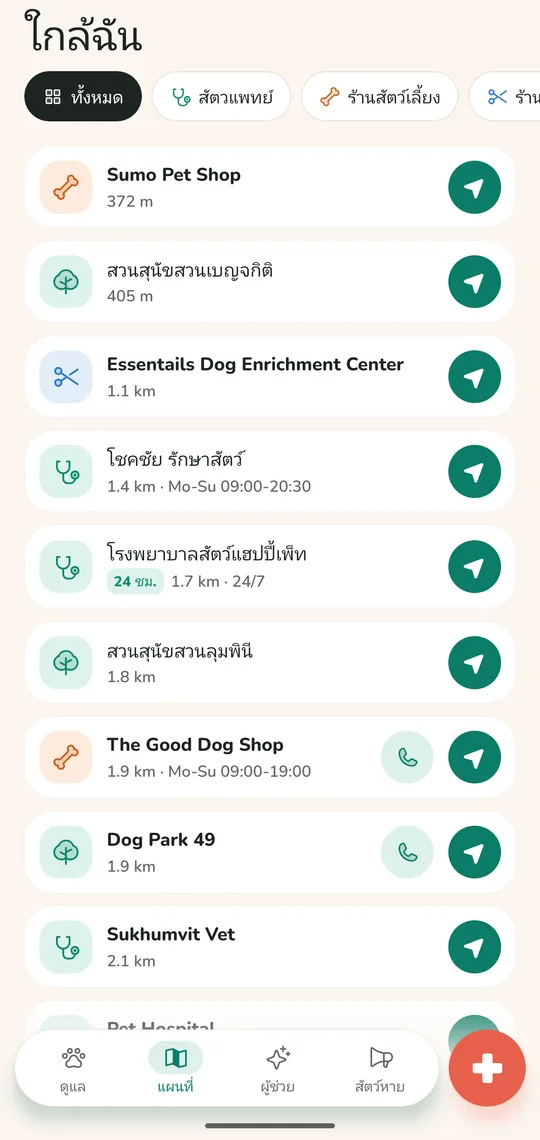 ใกล้ฉัน
ทั้งหมด
สัตวแพทย์
ร้านสัตว์เลี้ยง
ร้าน
Sumo Pet Shop
372 m
สวนสุนัขสวนเบญจกิติ
405 m
Essentails Dog Enrichment Center
1.1 km
โชคชัย รักษาสัตว์
1.4 km · Mo-Su 09:00-20:30
โรงพยาบาลสัตว์แฮปปี้เพ็ท
24 ชม. 1.7 km · 24/7
สวนสุนัขสวนลุมพินี
1.8 km
The Good Dog Shop
1.9 km · Mo-Su 09:00-19:00
Dog Park 49
1.9 km
Sukhumvit Vet
2.1 km
Pet Hospital
ดูแล
แผนที่
ผู้ช่วย
สัตว์หาย